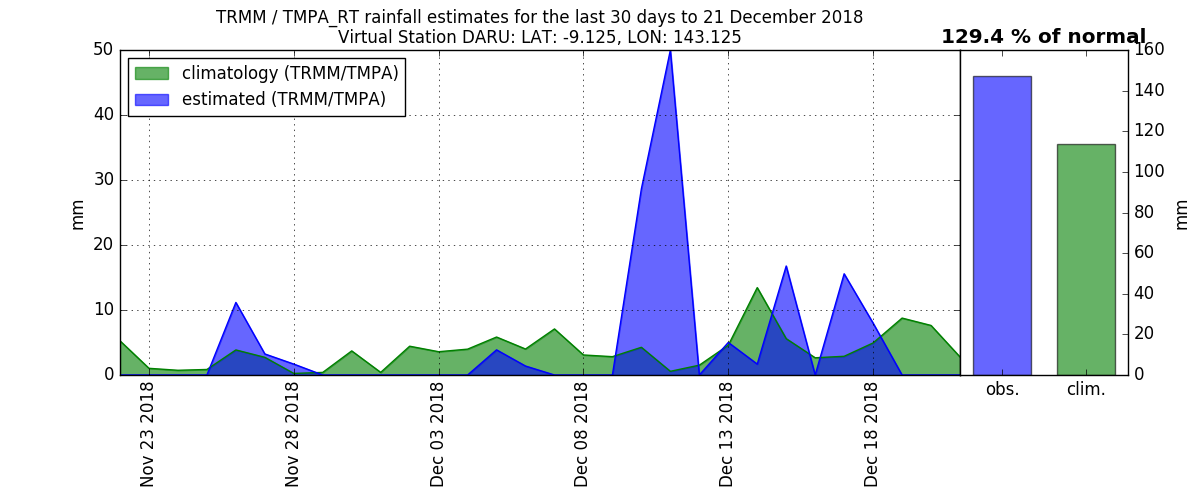 TRMM / TMPA_RT rainfall estimates for the last 30 days to 21 December 2018
Virtual Station DARU: LAT: -9.125, LON: 143.125
129.4 % of normal
climatology (TRMM/TMPA)
estimated (TRMM/TMPA)
50
40
30
20
10
0
mm
160
140
120
100
80
60
40
20
0
mm
obs.
clim.
Nov 23 2018
Nov 28 2018
Dec 03 2018
Dec 08 2018
Dec 13 2018
Dec 18 2018